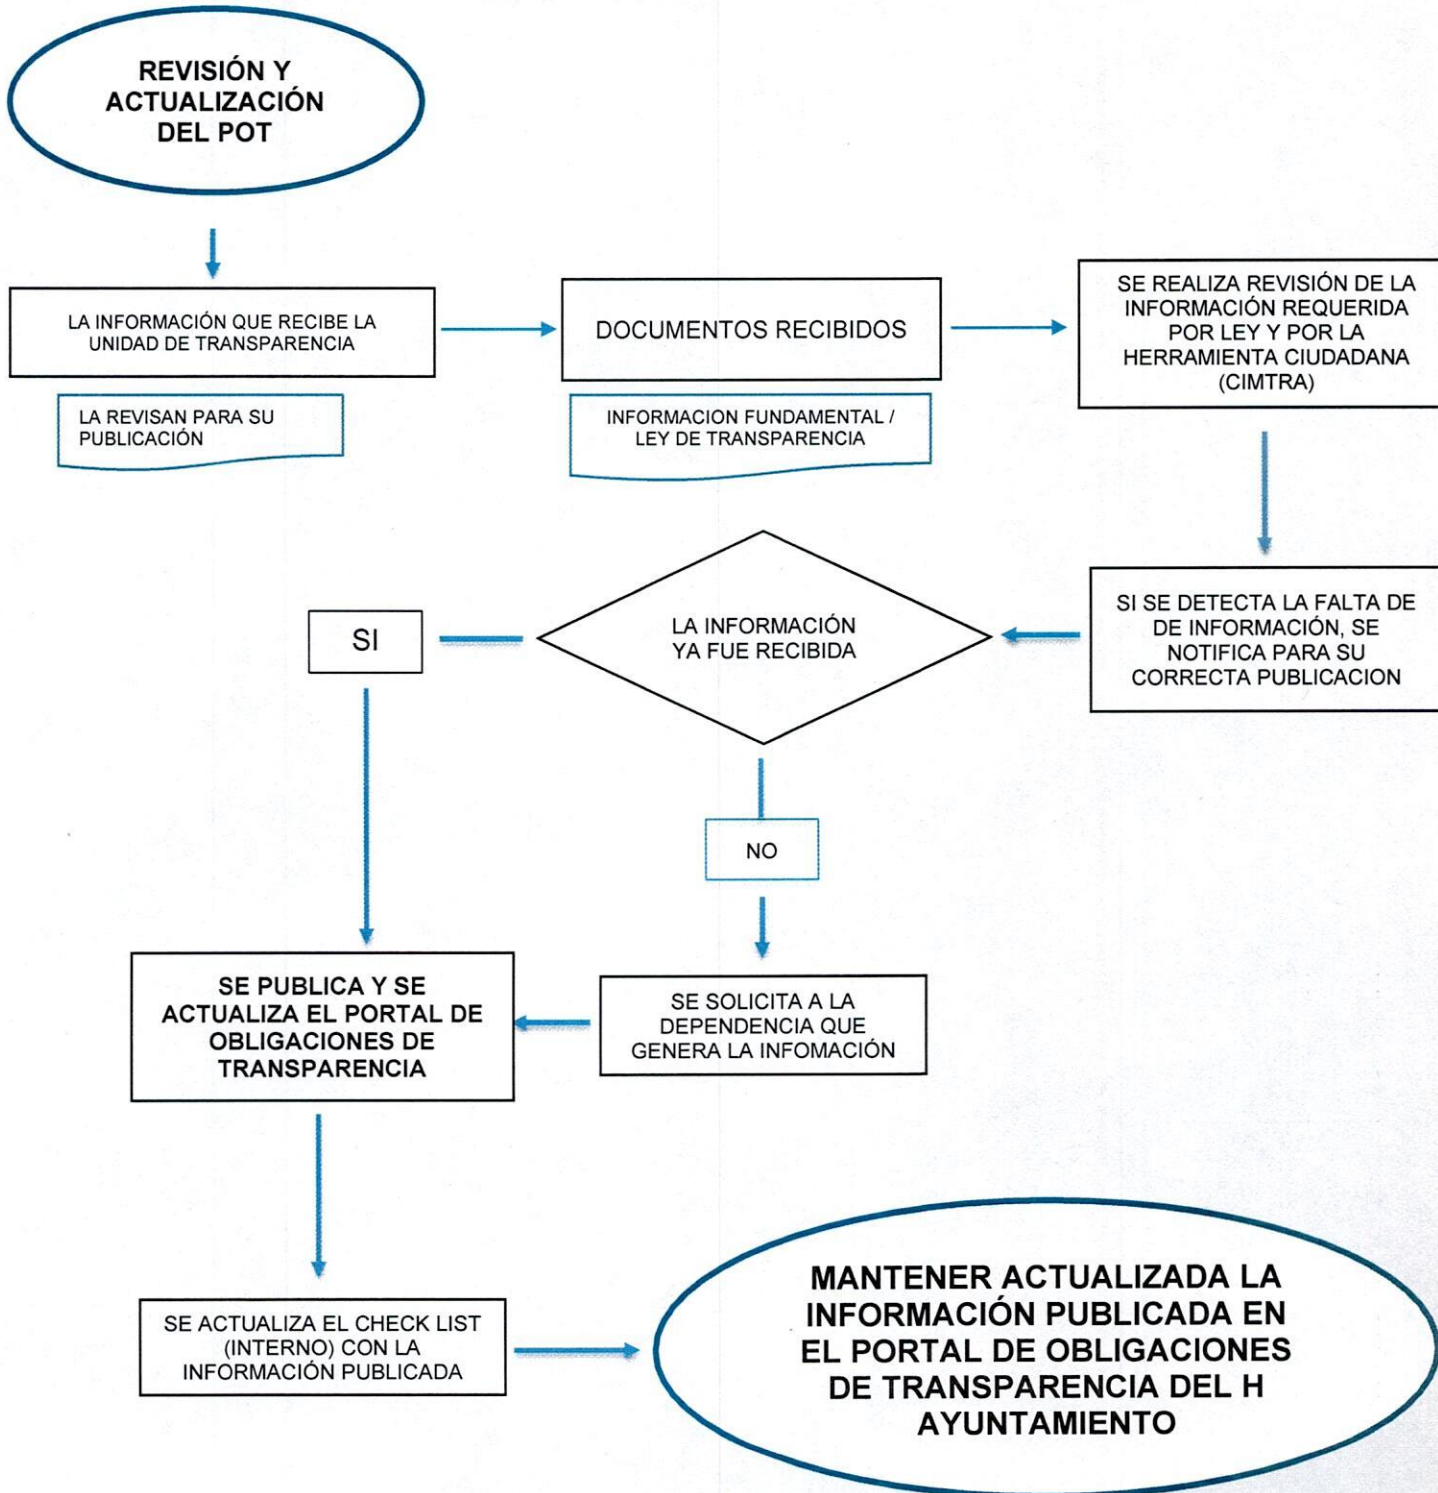 REVISIÓN Y
ACTUALIZACIÓN
DEL POT
LA INFORMACIÓN QUE RECIBE LA
UNIDAD DE TRANSPARENCIA
LA REVISAN PARA SU
PUBLICACIÓN
DOCUMENTOS RECIBIDOS
INFORMACION FUNDAMENTAL /
LEY DE TRANSPARENCIA
SE REALIZA REVISIÓN DE LA
INFORMACIÓN REQUERIDA
POR LEY Y POR LA
HERRAMIENTA CIUDADANA
(CIMTRA)
SI SE DETECTA LA FALTA DE
DE INFORMACIÓN, SE
NOTIFICA PARA SU
CORRECTA PUBLICACION
LA INFORMACIÓN
YA FUE RECIBIDA
SI
NO
SE SOLICITA A LA
DEPENDENCIA QUE
GENERA LA INFOMACIÓN
SE PUBLICA Y SE
ACTUALIZA EL PORTAL DE
OBLIGACIONES DE
TRANSPARENCIA
SE ACTUALIZA EL CHECK LIST
(INTERNO) CON LA
INFORMACIÓN PUBLICADA
MANTENER ACTUALIZADA LA
INFORMACIÓN PUBLICADA EN
EL PORTAL DE OBLIGACIONES
DE TRANSPARENCIA DEL H
AYUNTAMIENTO